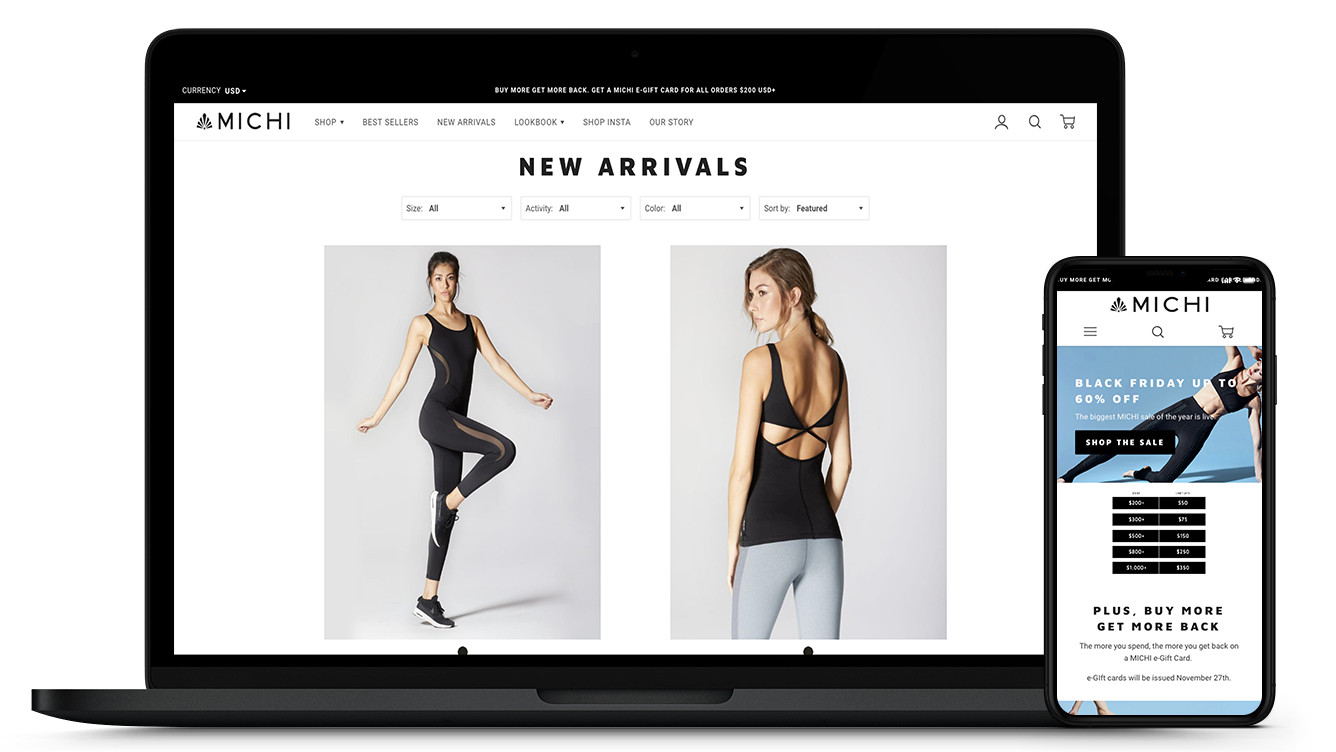 CURRENCY USD
BUY MORE GET MORE BACK. GET A MICHI E-GIFT CARD FOR ALL ORDERS $200 USD+
MICHI
SHOP
BEST SELLERS
NEW ARRIVALS
LOOKBOOK
SHOP INSTA
OUR STORY
NEW ARRIVALS
Size: All
Activity: All
Color: All
Sort by: Featured
UY MORE GET M
MICHI
BLACK FRIDAY UP TO
60% OFF
The biggest MICHI sale of the year is live.
SHOP THE SALE
$200+ $50
$300+ $75
$500+ $150
$800+ $250
$1,000+ $350
PLUS, BUY MORE
GET MORE BACK
The more you spend, the more you get back on
a MICHI e-Gift Card.
e-Gift cards will be issued November 27th.